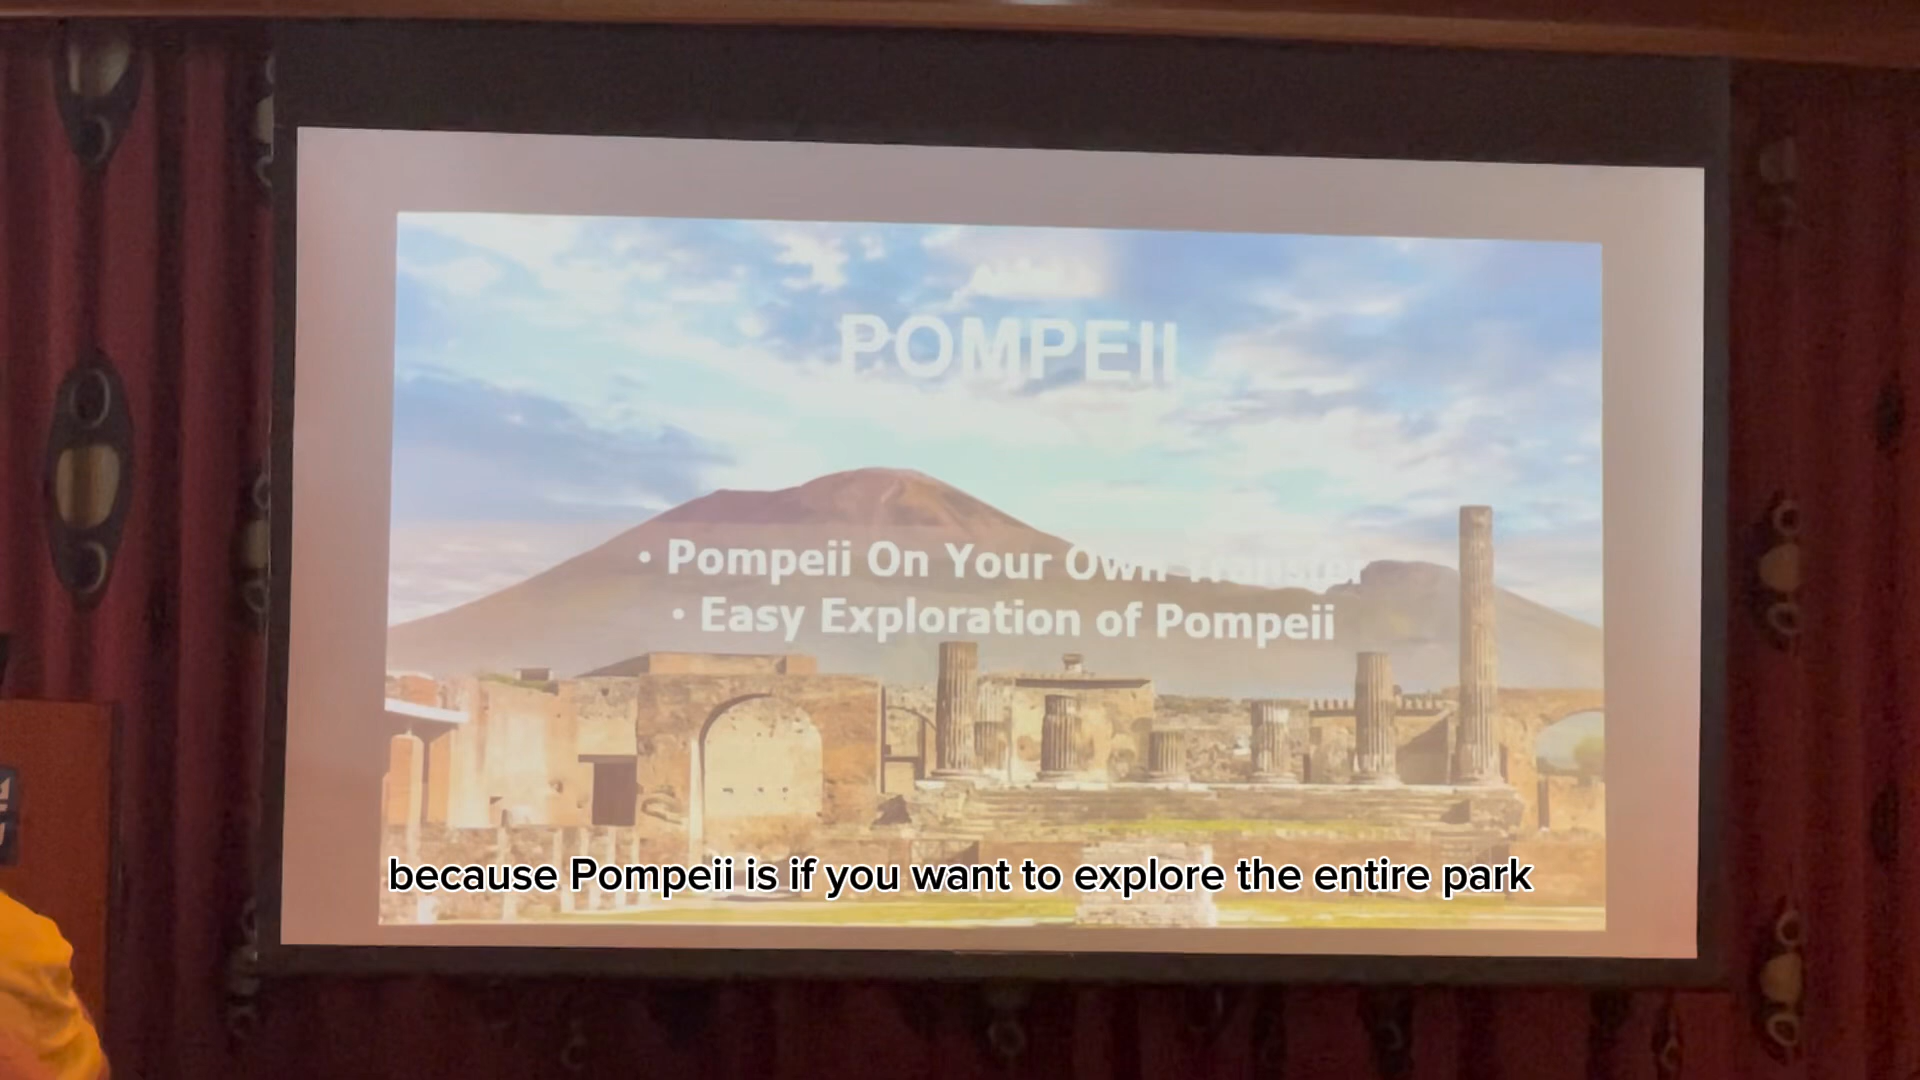 POMPEII
• Pompeii On Your Own Transfer
• Easy Exploration of Pompeii
because Pompeii is if you want to explore the entire park